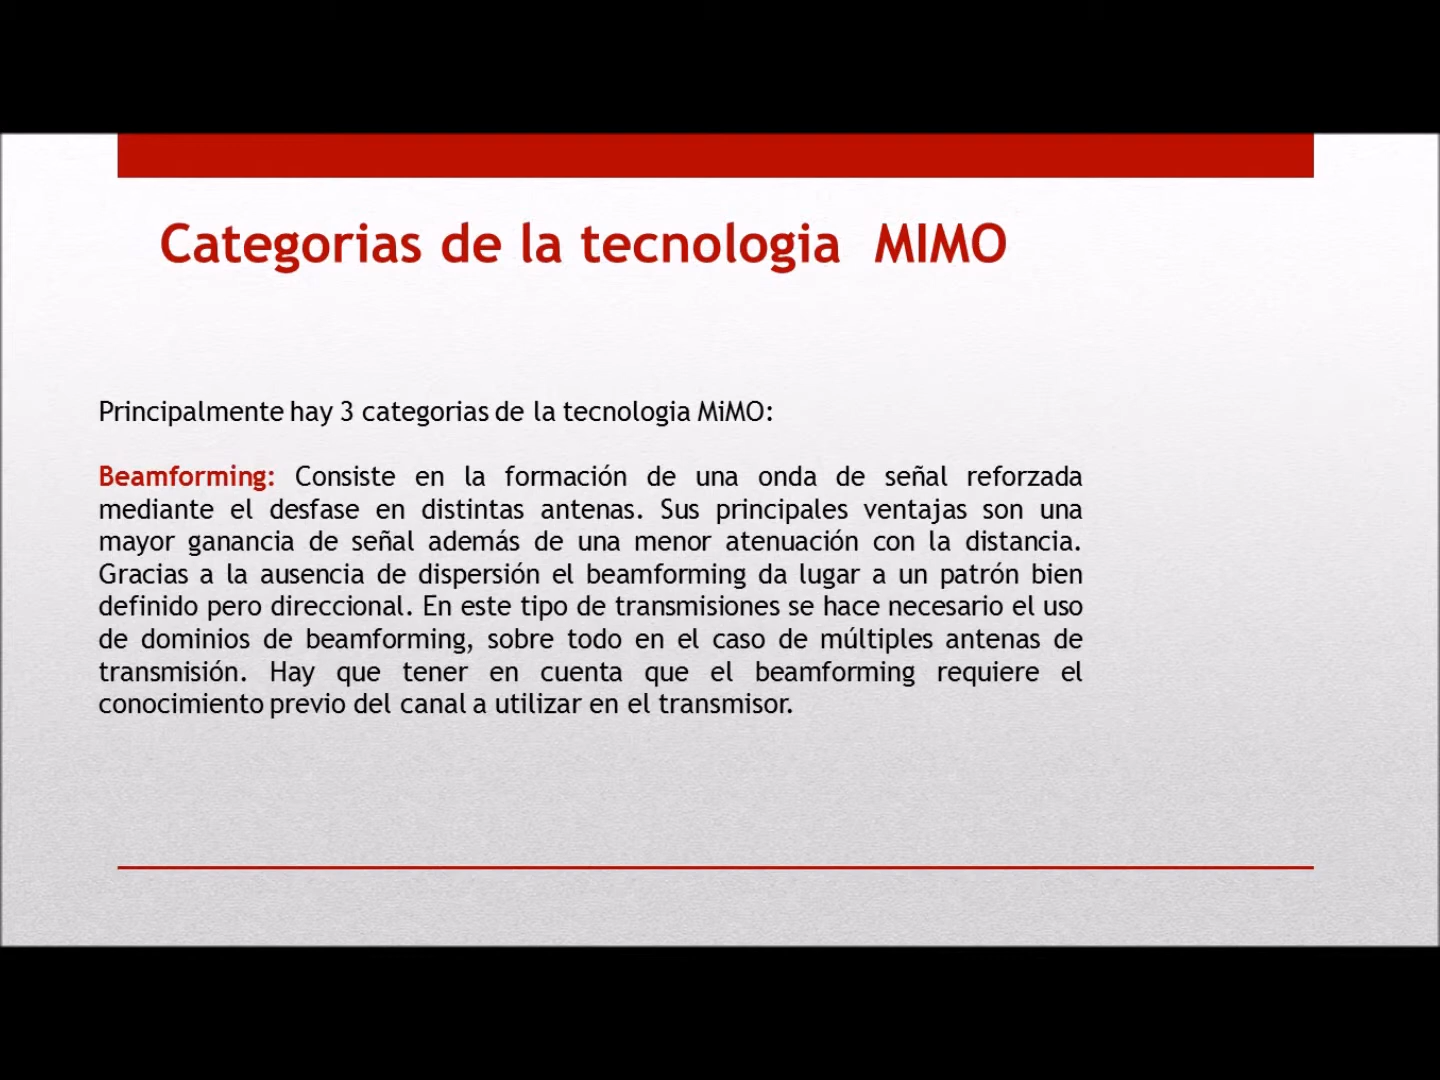 Categorias de la tecnologia  MIMO
Principalmente hay 3 categorias de la tecnologia MiMO:
Beamforming: Consiste en la formación de una onda de señal reforzada
mediante el desfase en distintas antenas. Sus principales ventajas son una
mayor ganancia de señal además de una menor atenuación con la distancia.
Gracias a la ausencia de dispersión el beamforming da lugar a un patrón bien
definido pero direccional. En este tipo de transmisiones se hace necesario el uso
de dominios de beamforming, sobre todo en el caso de múltiples antenas de
transmisión. Hay que tener en cuenta que el beamforming requiere el
conocimiento previo del canal a utilizar en el transmisor.